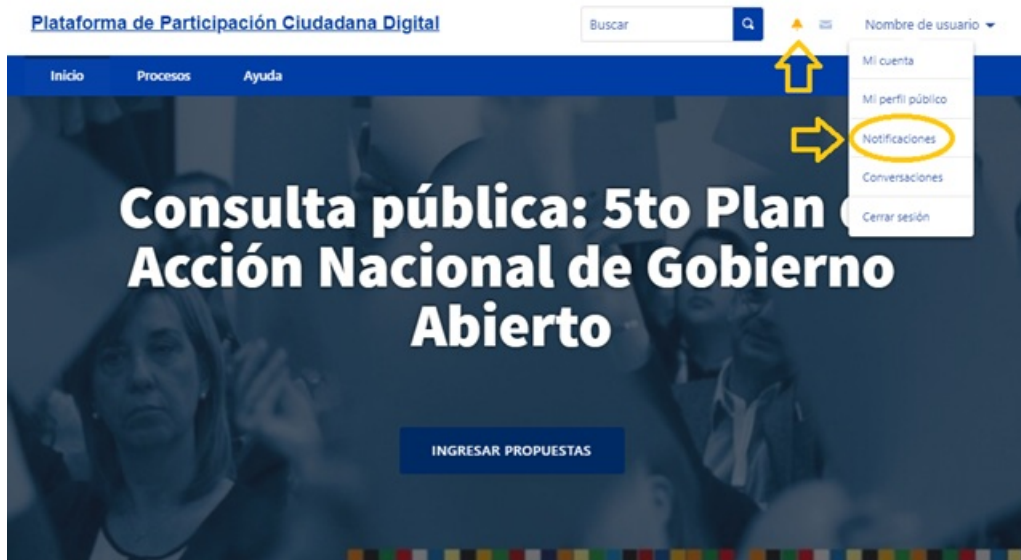 Plataforma de Participación Ciudadana Digital
Buscar
Nombre de usuario
Inicio
Procesos
Ayuda
Mi cuenta
Mi perfil público
Notificaciones
Conversaciones
Cerrar sesión
Consulta pública: 5to Plan
Acción Nacional de Gobierno
Abierto
INGRESAR PROPUESTAS